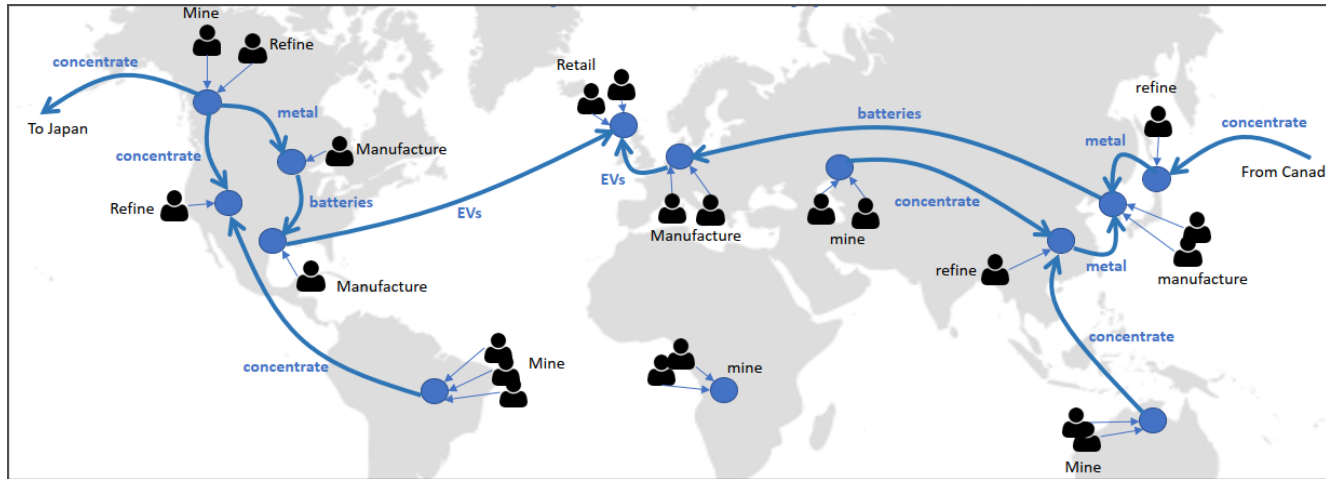 Mine
Refine
concentrate
To Japan
metal
concentrate
Manufacture
Refine
batteries
Manufacture
EVs
concentrate
Mine
Retail
EVs
Manufacture
mine
mine
batteries
concentrate
refine
metal
refine
metal
concentrate
From Canad
manufacture
concentrate
Mine